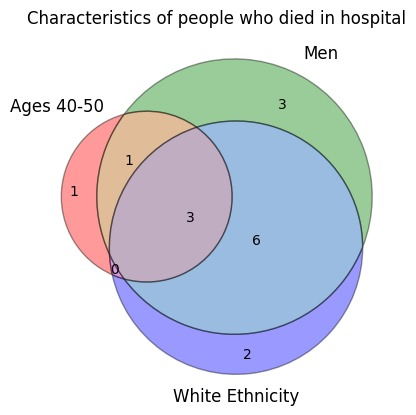 Characteristics of people who died in hospital
Men
Ages 40-50
3
1
1
3
6
0
2
White Ethnicity